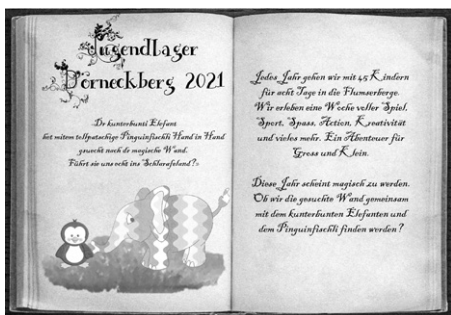 Jugendlager
Dorneckberg 2021
«De kunterbunti Elefant
het mitem tollpatschige Pinguinfischli Hand in Hand
gsuecht noch de magische Wand.
Führt sie uns ächt ins Schlarafeland?»
Jedes Jahr gehen wir mit 45 Kindern
für acht Tage in die Flumserberge.
Wir erleben eine Woche voller Spiel,
Sport, Spass, Action, Kreativität
und vieles mehr. Ein Abenteuer für
Gross und Klein.
Diese Jahr scheint magisch zu werden.
Ob wir die gesuchte Wand gemeinsam
mit dem kunterbunten Elefanten und
dem Pinguinfischli finden werden?